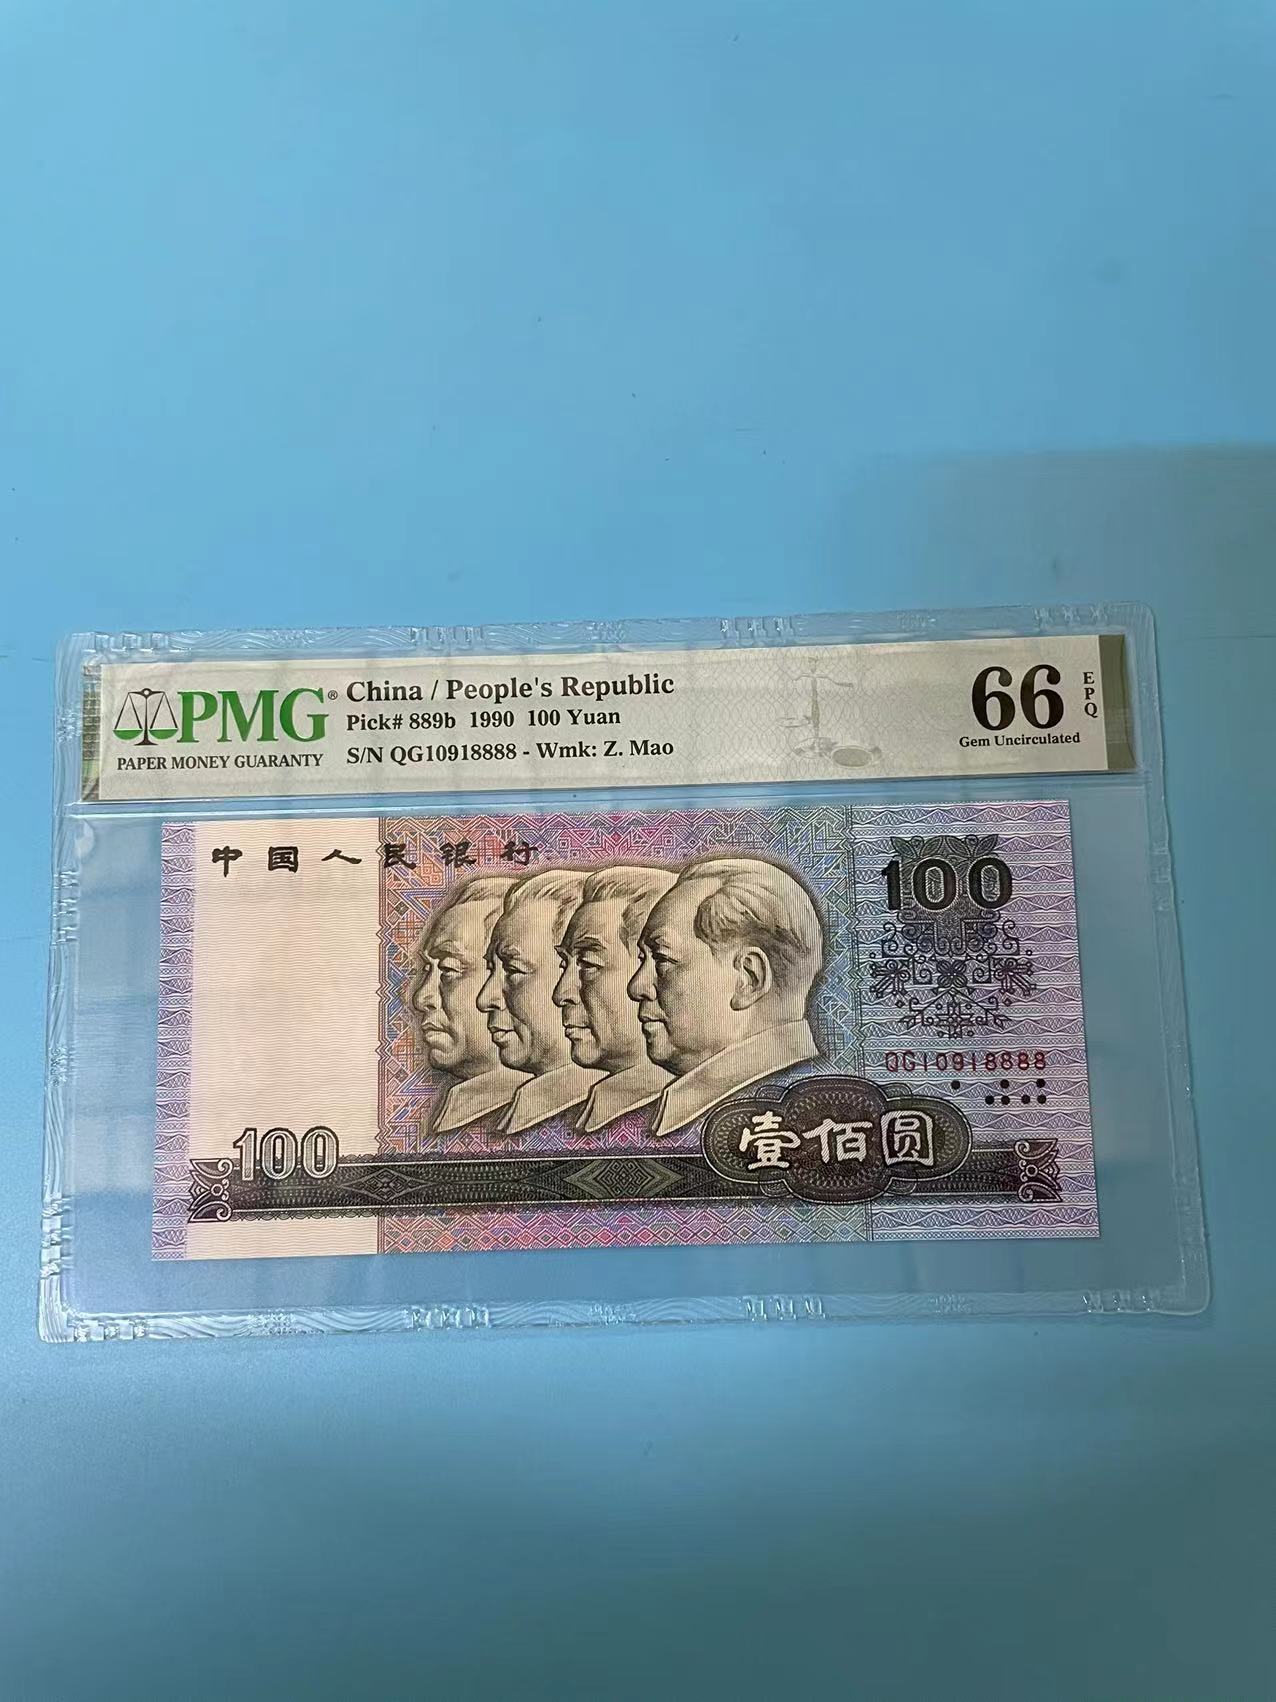 PMG®
PAPER MONEY GUARANTY
China / People's Republic
Pick# 889b 1990 100 Yuan
S/N QG10918888 - Wmk: Z. Mao
66
EPQ
Gem Uncirculated
中国人民银行
100
QG10918888
100
壹佰圆